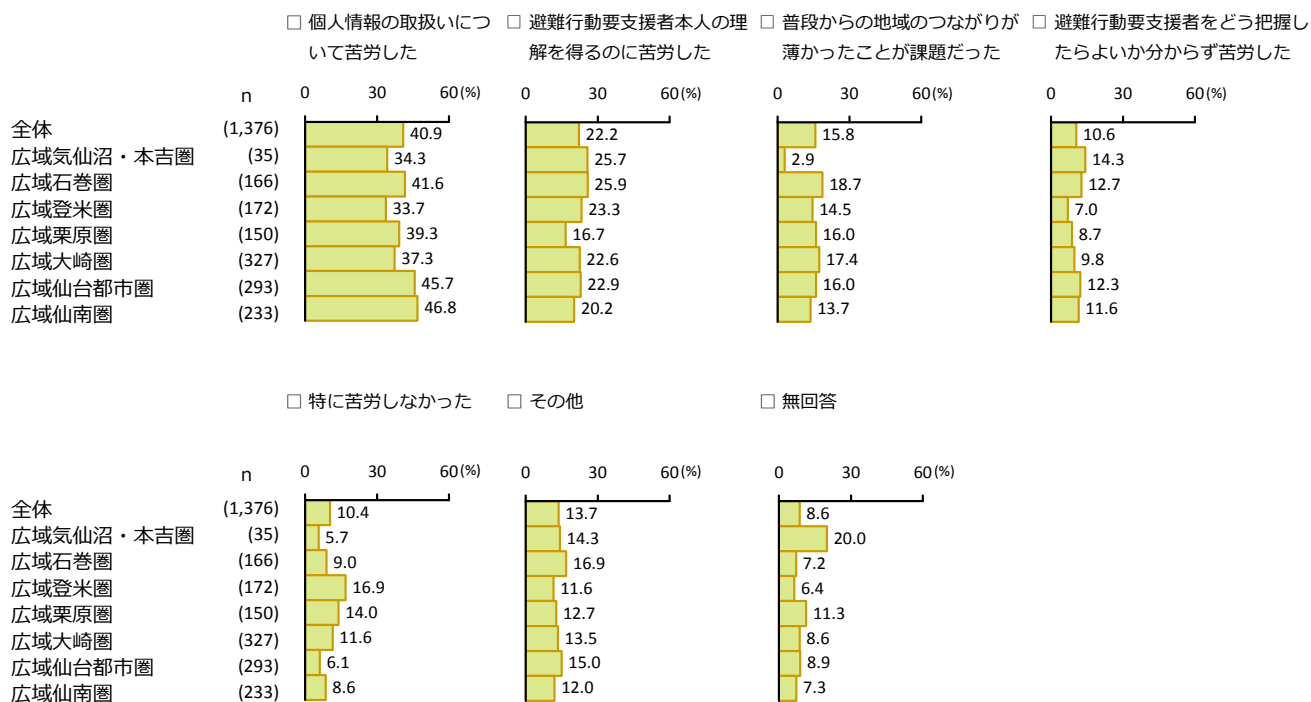 □ 個人情報の取扱いにつ
いて苦労した
□ 避難行動要支援者本人の理
解を得るのに苦労した
□ 普段からの地域のつながりが
薄かったことが課題だった
□ 避難行動要支援者をどう把握し
たらよいか分からず苦労した
n 0 30 60(%) 0 30 60(%) 0 30 60(%) 0 30 60(%)
全体 (1,376) 40.9 22.2 15.8 10.6
広域気仙沼・本吉圏 (35) 34.3 25.7 2.9 14.3
広域石巻圏 (166) 41.6 25.9 18.7 12.7
広域登米圏 (172) 33.7 23.3 14.5 7.0
広域栗原圏 (150) 39.3 16.7 16.0 8.7
広域大崎圏 (327) 37.3 22.6 17.4 9.8
広域仙台都市圏 (293) 45.7 22.9 16.0 12.3
広域仙南圏 (233) 46.8 20.2 13.7 11.6
□ 特に苦労しなかった □ その他 □ 無回答
n 0 30 60(%) 0 30 60(%) 0 30 60(%)
全体 (1,376) 10.4 13.7 8.6
広域気仙沼・本吉圏 (35) 5.7 14.3 20.0
広域石巻圏 (166) 9.0 16.9 7.2
広域登米圏 (172) 16.9 11.6 6.4
広域栗原圏 (150) 14.0 12.7 11.3
広域大崎圏 (327) 11.6 13.5 8.6
広域仙台都市圏 (293) 6.1 15.0 8.9
広域仙南圏 (233) 8.6 12.0 7.3